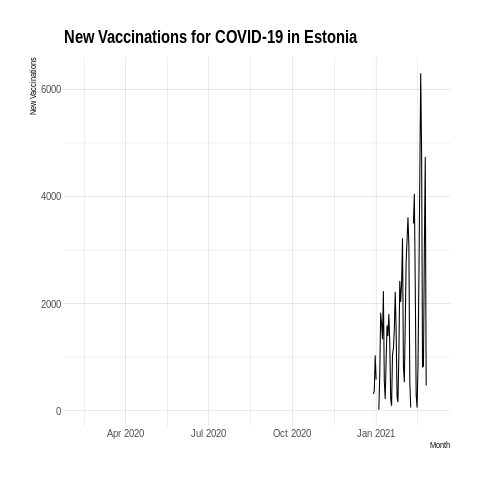 New Vaccinations for COVID-19 in Estonia
New Vaccinations
6000
4000
2000
0
Apr 2020
Jul 2020
Oct 2020
Jan 2021
Month